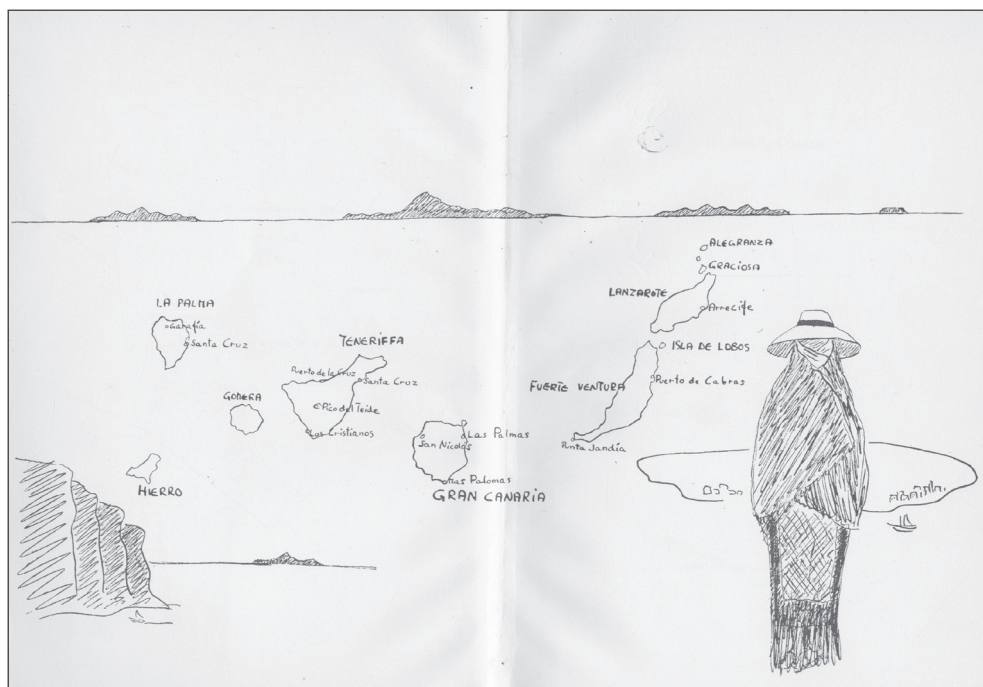 ALEGRANZA
GRACIOSA
LANZAROTE
Arrecife
LA PALMA
Garafía
Santa Cruz
TENERIFFA
ISLA DE LOBOS
Puerto de la Cruz
Santa Cruz
FUERTE VENTURA
Puerto de Cabras
GOMERA
Pico del Teide
Los Cristianos
Las Palmas
San Nicolás
Punta Jandía
HIERRO
Mas Palomas
GRAN CANARIA